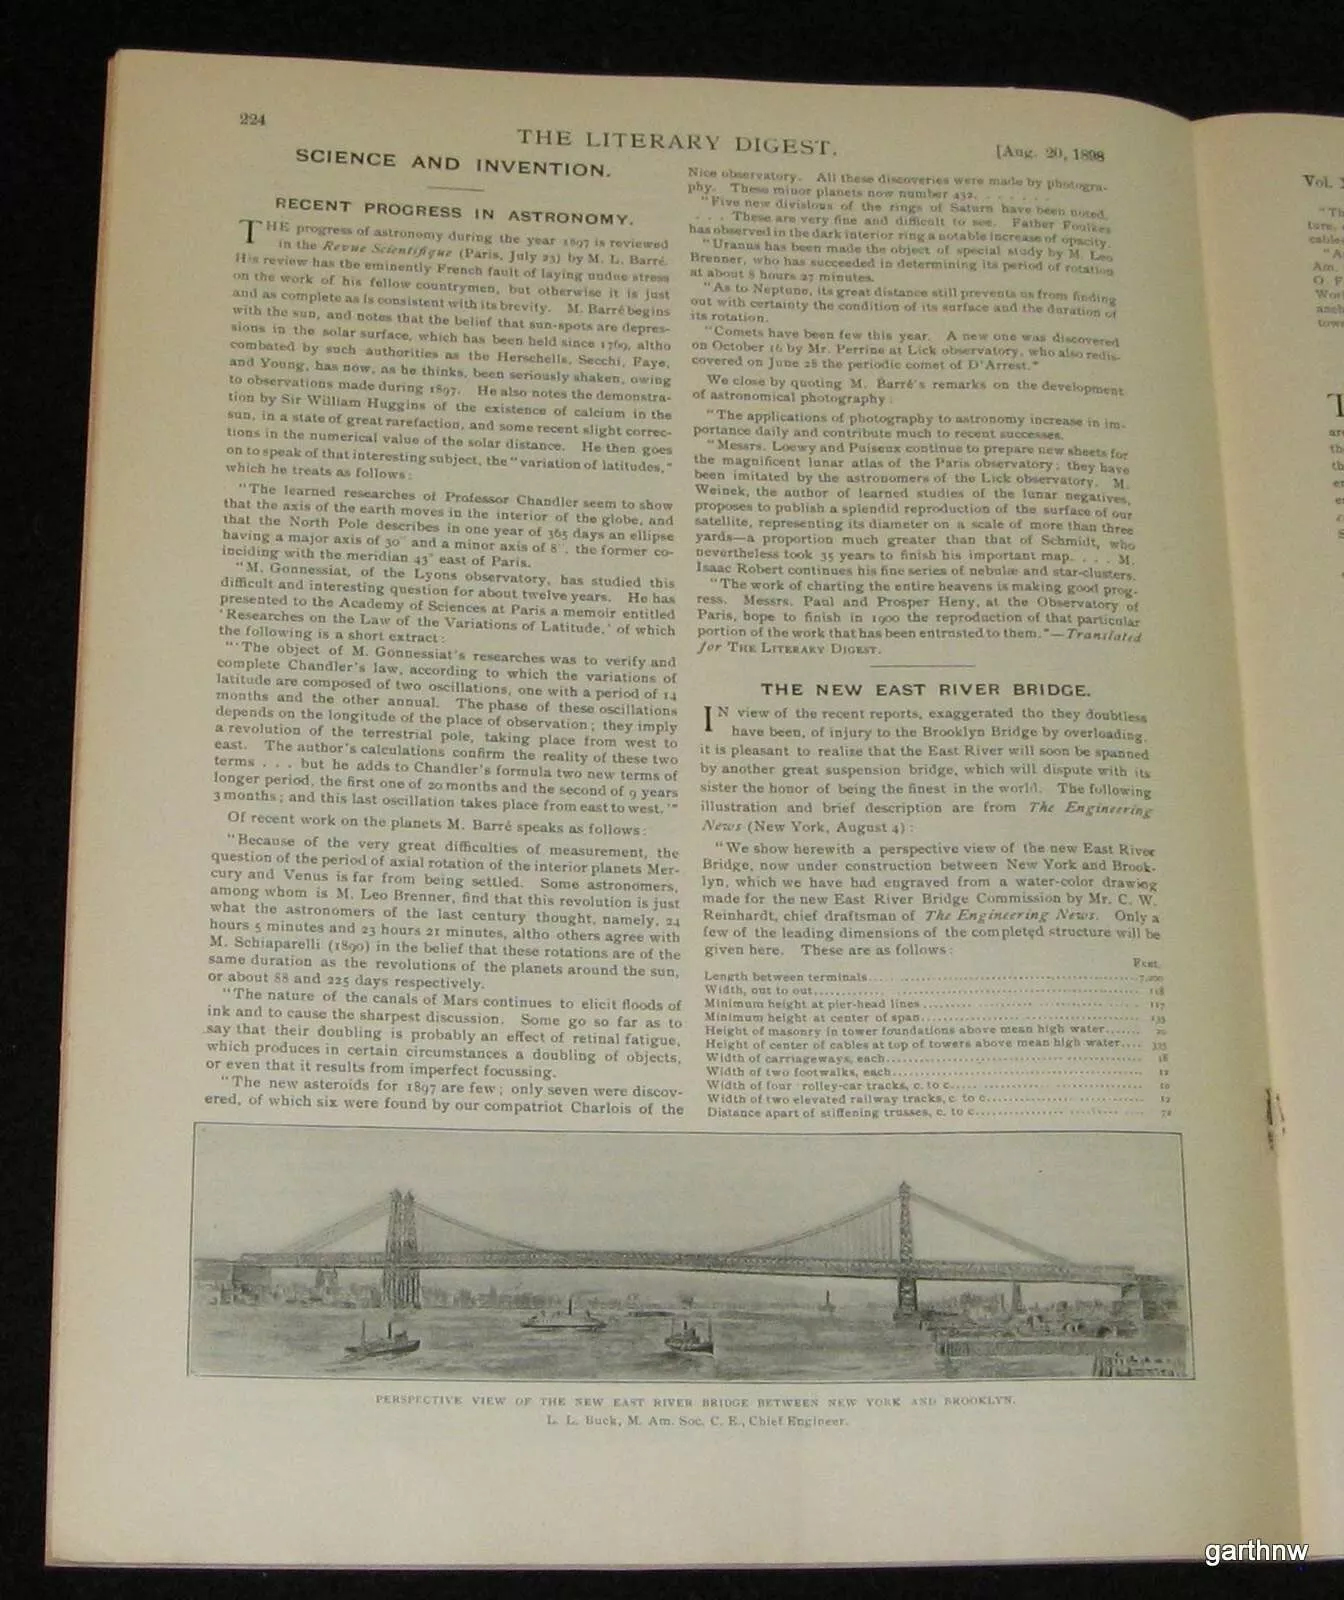 224
THE LITERARY DIGEST.
[Aug. 20, 1898
SCIENCE AND INVENTION.
RECENT PROGRESS IN ASTRONOMY.
THE progress of astronomy during the year 1897 is reviewed
in the Revue Scientifique (Paris, July 23) by M. L. Barré.
His review has the eminently French fault of laying undue stress
on the work of his fellow countrymen, but otherwise it is just
and as complete as is consistent with its brevity. M. Barré begins
with the sun, and notes that the belief that sun-spots are depres-
sions in the solar surface, which has been held since 1769, altho
combated by such authorities as the Herschells, Secchi, Faye,
and Young, has now, as he thinks, been seriously shaken, owing
to observations made during 1897. He also notes the demonstra-
tion by Sir William Huggins of the existence of calcium in the
sun, in a state of great rarefaction, and some recent slight correc-
tions in the numerical value of the solar distance. He then goes
on to speak of that interesting subject, the "variation of latitudes,"
which he treats as follows:
"The learned researches of Professor Chandler seem to show
that the axis of the earth moves in the interior of the globe, and
that the North Pole describes in one year of 365 days an ellipse
having a major axis of 30" and a minor axis of 8", the former co-
inciding with the meridian 43° east of Paris.
"M. Gonnessiat, of the Lyons observatory, has studied this
difficult and interesting question for about twelve years. He has
presented to the Academy of Sciences at Paris a memoir entitled
'Researches on the Law of the Variations of Latitude,' of which
the following is a short extract:
"'The object of M. Gonnessiat's researches was to verify and
complete Chandler's law, according to which the variations of
latitude are composed of two oscillations, one with a period of 14
months and the other annual. The phase of these oscillations
depends on the longitude of the place of observation; they imply
a revolution of the terrestrial pole, taking place from west to
east. The author's calculations confirm the reality of these two
terms . . . but he adds to Chandler's formula two new terms of
longer period, the first one of 20 months and the second of 9 years
3 months; and this last oscillation takes place from east to west.'"
Of recent work on the planets M. Barré speaks as follows:
"Because of the very great difficulties of measurement, the
question of the period of axial rotation of the interior planets Mer-
cury and Venus is far from being settled. Some astronomers,
among whom is M. Leo Brenner, find that this revolution is just
what the astronomers of the last century thought, namely, 24
hours 5 minutes and 23 hours 21 minutes, altho others agree with
M. Schiaparelli (1890) in the belief that these rotations are of the
same duration as the revolutions of the planets around the sun,
or about 88 and 225 days respectively.
"The nature of the canals of Mars continues to elicit floods of
ink and to cause the sharpest discussion. Some go so far as to
say that their doubling is probably an effect of retinal fatigue,
which produces in certain circumstances a doubling of objects,
or even that it results from imperfect focussing.
"The new asteroids for 1897 are few; only seven were discov-
ered, of which six were found by our compatriot Charlois of the
Nice observatory. All these discoveries were made by photogra-
phy. These minor planets now number 432. . . . . . .
"Five new divisions of the rings of Saturn have been noted.
. . . These are very fine and difficult to see. Father Foulkes
has observed in the dark interior ring a notable increase of opacity.
"Uranus has been made the object of special study by M. Leo
Brenner, who has succeeded in determining its period of rotation
at about 8 hours 27 minutes.
"As to Neptune, its great distance still prevents us from finding
out with certainty the condition of its surface and the duration of
its rotation.
"Comets have been few this year. A new one was discovered
on October 16 by Mr. Perrine at Lick observatory, who also redis-
covered on June 28 the periodic comet of D'Arrest."
We close by quoting M. Barré's remarks on the development
of astronomical photography:
"The applications of photography to astronomy increase in im-
portance daily and contribute much to recent successes.
"Messrs. Loewy and Puiseux continue to prepare new sheets for
the magnificent lunar atlas of the Paris observatory; they have
been imitated by the astronomers of the Lick observatory. M.
Weinek, the author of learned studies of the lunar negatives,
proposes to publish a splendid reproduction of the surface of our
satellite, representing its diameter on a scale of more than three
yards—a proportion much greater than that of Schmidt, who
nevertheless took 35 years to finish his important map. . . . M.
Isaac Robert continues his fine series of nebulæ and star-clusters.
"The work of charting the entire heavens is making good prog-
ress. Messrs. Paul and Prosper Heny, at the Observatory of
Paris, hope to finish in 1900 the reproduction of that particular
portion of the work that has been entrusted to them."—Translated
for THE LITERARY DIGEST.
THE NEW EAST RIVER BRIDGE.
IN view of the recent reports, exaggerated tho they doubtless
have been, of injury to the Brooklyn Bridge by overloading,
it is pleasant to realize that the East River will soon be spanned
by another great suspension bridge, which will dispute with its
sister the honor of being the finest in the world. The following
illustration and brief description are from The Engineering
News (New York, August 4):
"We show herewith a perspective view of the new East River
Bridge, now under construction between New York and Brook-
lyn, which we have had engraved from a water-color drawing
made for the new East River Bridge Commission by Mr. C. W.
Reinhardt, chief draftsman of The Engineering News. Only a
few of the leading dimensions of the completed structure will be
given here. These are as follows:
Feet.
Length between terminals 7,200
Width, out to out 118
Minimum height at pier-head lines 117
Minimum height at center of span 135
Height of masonry in tower foundations above mean high water 20
Height of center of cables at top of towers above mean high water 335
Width of carriageways, each 18
Width of two footwalks, each 12
Width of four rolley-car tracks, c. to c. 10
Width of two elevated railway tracks, c. to c. 12
Distance apart of stiffening trusses, c. to c. 72
PERSPECTIVE VIEW OF THE NEW EAST RIVER BRIDGE BETWEEN NEW YORK AND BROOKLYN.
L. L. Buck, M. Am. Soc. C. E., Chief Engineer.
Vol.
garthnw